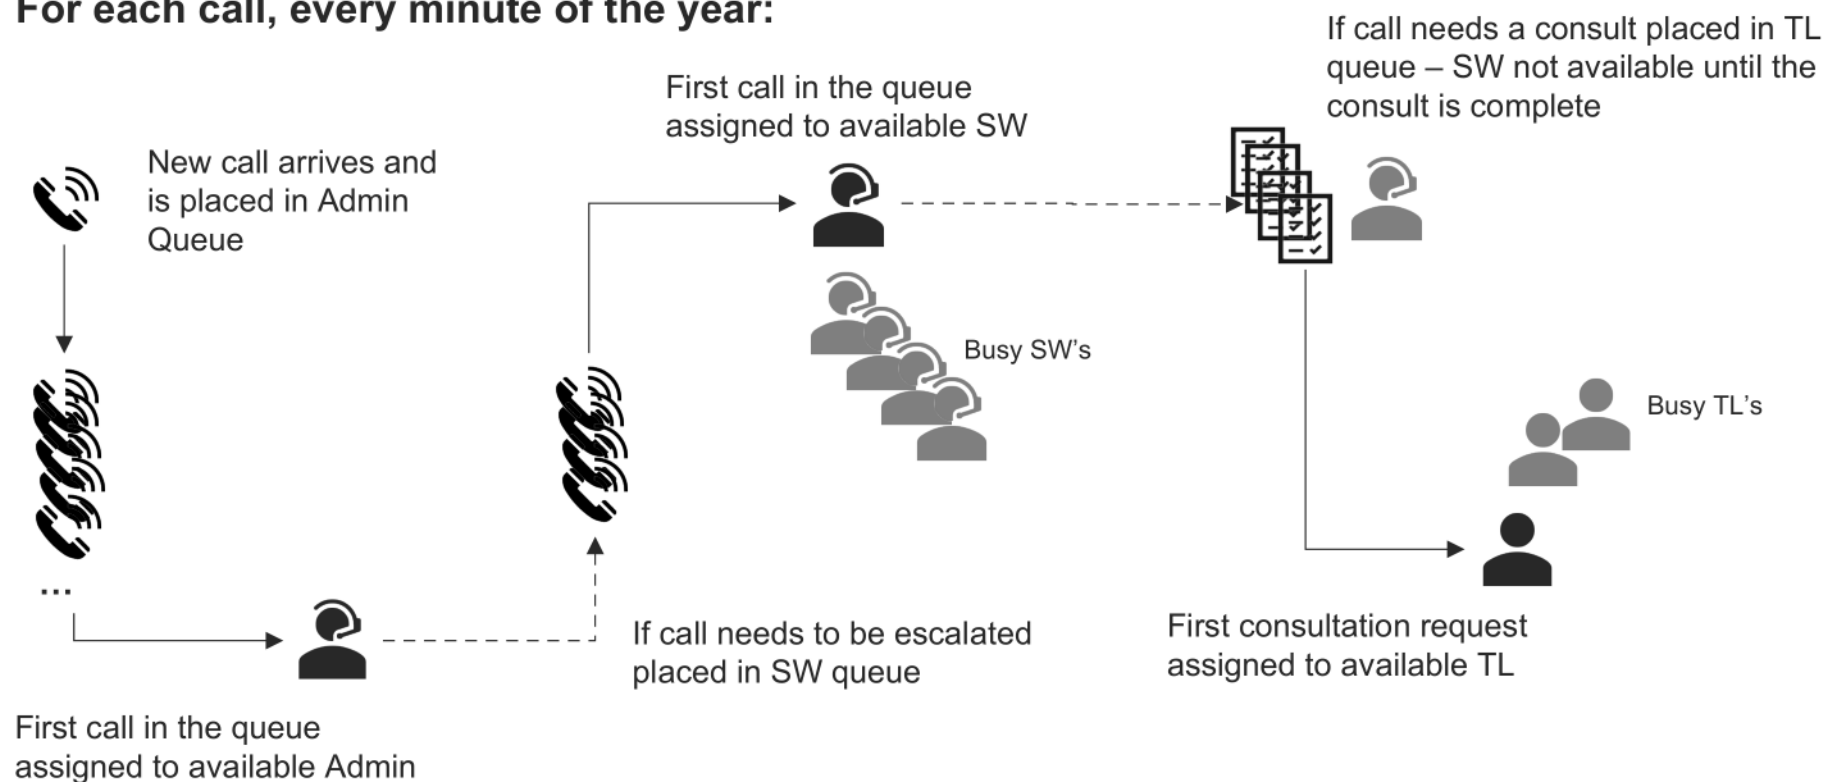 For each call, every minute of the year:
If call needs a consult placed in TL
queue – SW not available until the
consult is complete
First call in the queue
assigned to available SW
New call arrives and
is placed in Admin
Queue
Busy SW's
Busy TL's
...
If call needs to be escalated
placed in SW queue
First consultation request
assigned to available TL
First call in the queue
assigned to available Admin